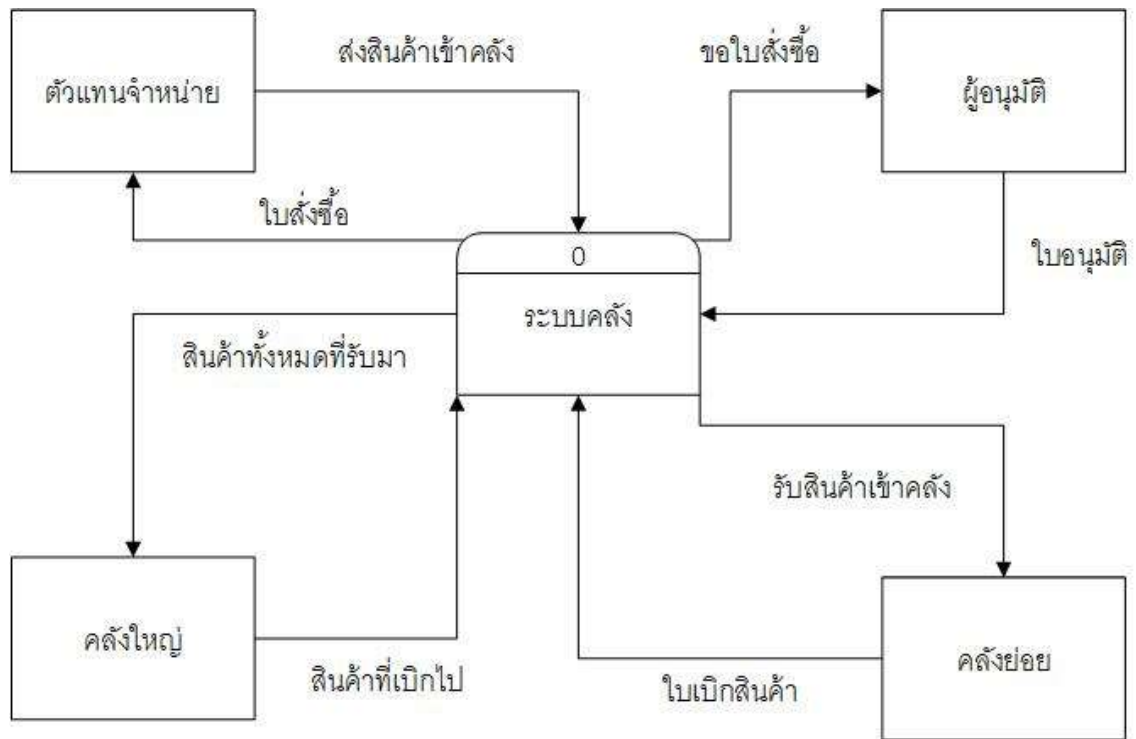 ส่งสินค้าเข้าคลัง
ขอใบสั่งซื้อ
ตัวแทนจำหน่าย
ผู้อนุมัติ
ใบสั่งซื้อ
ใบอนุมัติ
0
ระบบคลัง
สินค้าทั้งหมดที่รับมา
รับสินค้าเข้าคลัง
คลังใหญ่
คลังย่อย
สินค้าที่เบิกไป
ใบเบิกสินค้า